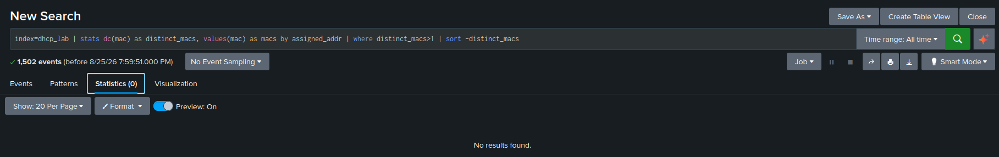 New Search
Save As Create Table View Close
index=dhcp_lab | stats dc(mac) as distinct_macs, values(mac) as macs by assigned_addr | where distinct_macs>1 | sort -distinct_macs
Time range: All time
1,502 events (before 8/25/26 7:59:51.000 PM) No Event Sampling Job Smart Mode
Events Patterns Statistics (0) Visualization
Show: 20 Per Page Format Preview: On
No results found.